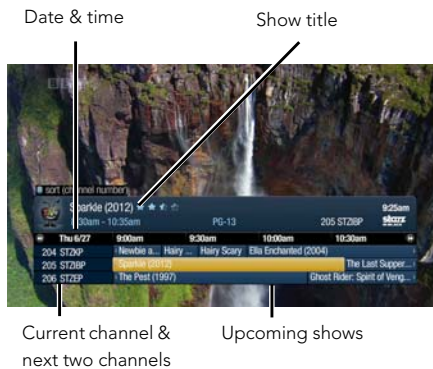 Date & time
Show title
sort (channel number)
Sparkle (2012)
9:25am
10:35am
PG-13
205 STZIBP
starz
Thu 6/27
9:00am
9:30am
10:00am
10:30am
204 STZKP
Newbie a...
Hairy ...
Hairy Scary
Ella Enchanted (2004)
205 STZIBP
Sparkle (2012)
The Last Supper...
206 STZEP
The Pest (1997)
Ghost Rider: Spirit of Veng...
Current channel &
next two channels
Upcoming shows